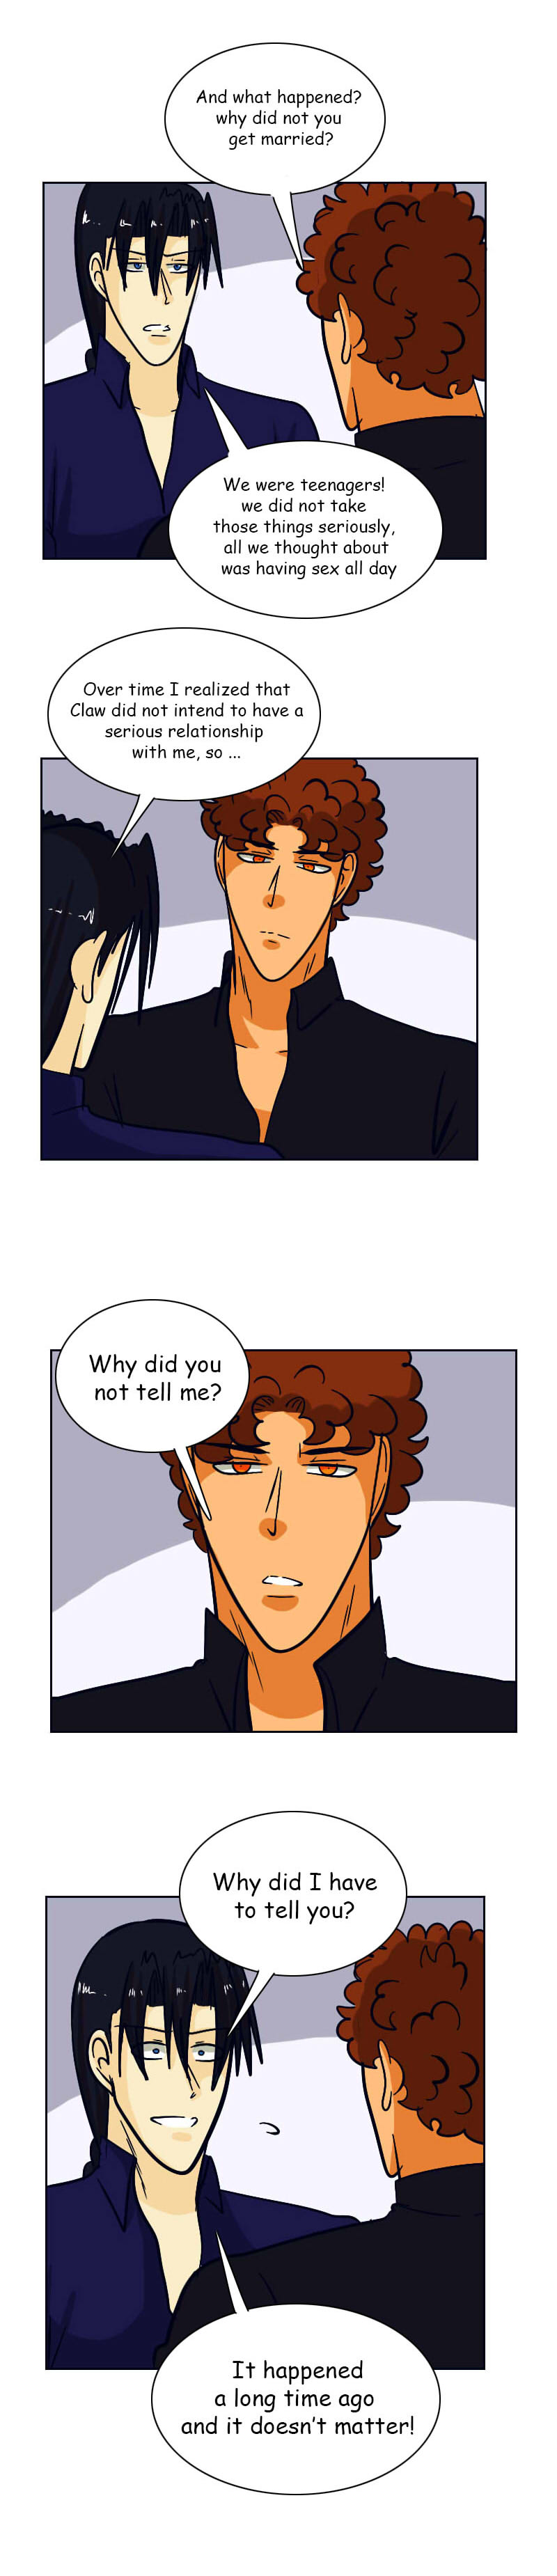 And what happened?
why did not you
get married?
We were teenagers!
we did not take
those things seriously,
all we thought about
was having sex all day
Over time I realized that
Claw did not intend to have a
serious relationship
with me, so ...
Why did you
not tell me?
Why did I have
to tell you?
It happened
a long time ago
and it doesn't matter!